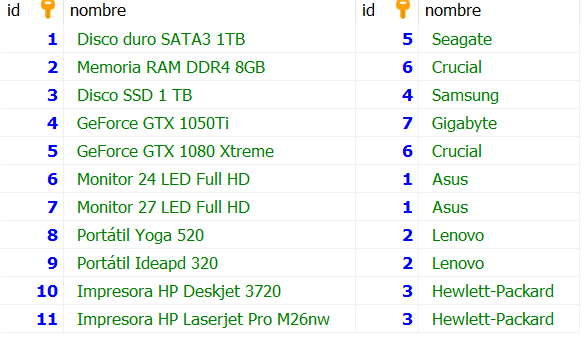 id nombre id nombre
1 Disco duro SATA3 1TB 5 Seagate
2 Memoria RAM DDR4 8GB 6 Crucial
3 Disco SSD 1 TB 4 Samsung
4 GeForce GTX 1050Ti 7 Gigabyte
5 GeForce GTX 1080 Xtreme 6 Crucial
6 Monitor 24 LED Full HD 1 Asus
7 Monitor 27 LED Full HD 1 Asus
8 Portátil Yoga 520 2 Lenovo
9 Portátil Ideapd 320 2 Lenovo
10 Impresora HP Deskjet 3720 3 Hewlett-Packard
11 Impresora HP Laserjet Pro M26nw 3 Hewlett-Packard